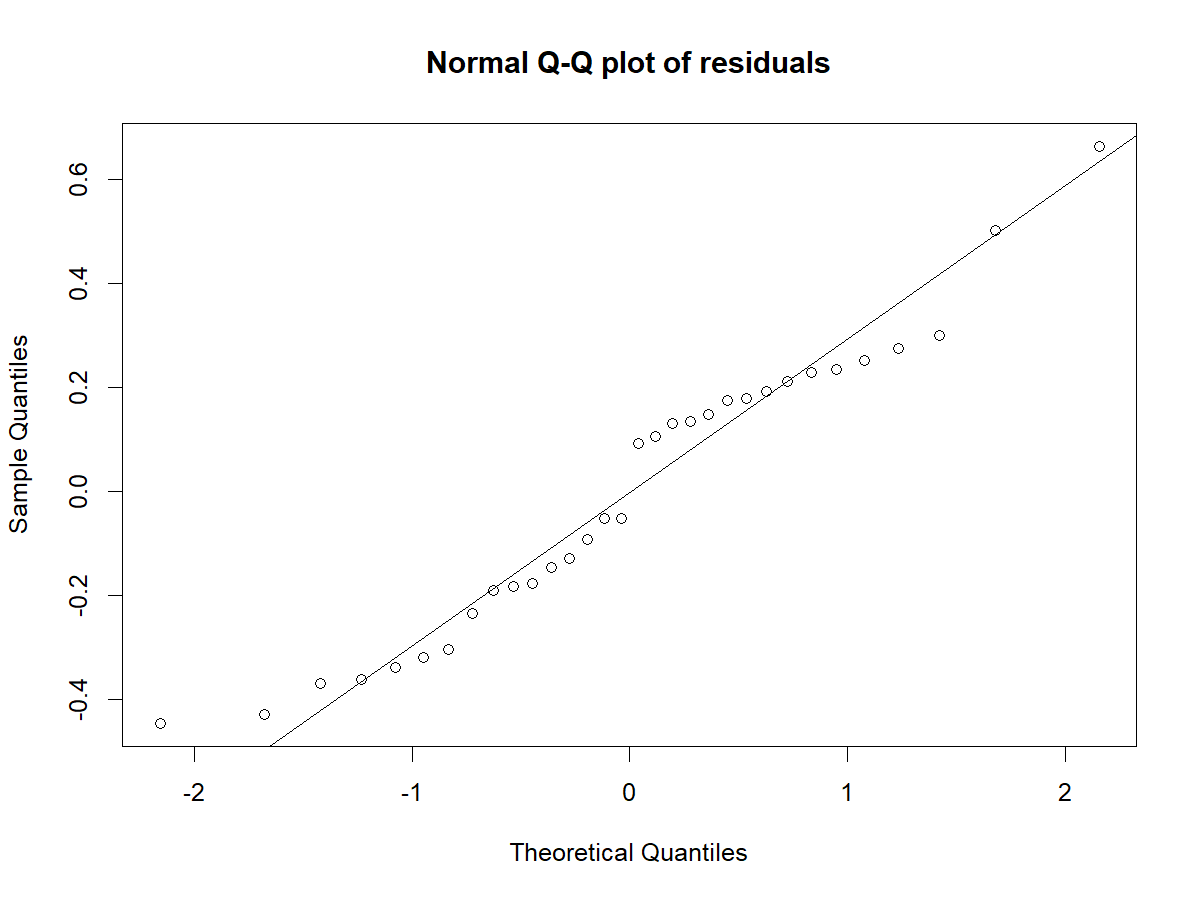 Normal Q-Q plot of residuals
Sample Quantiles
0.6
0.4
0.2
0.0
-0.2
-0.4
-2 -1 0 1 2
Theoretical Quantiles